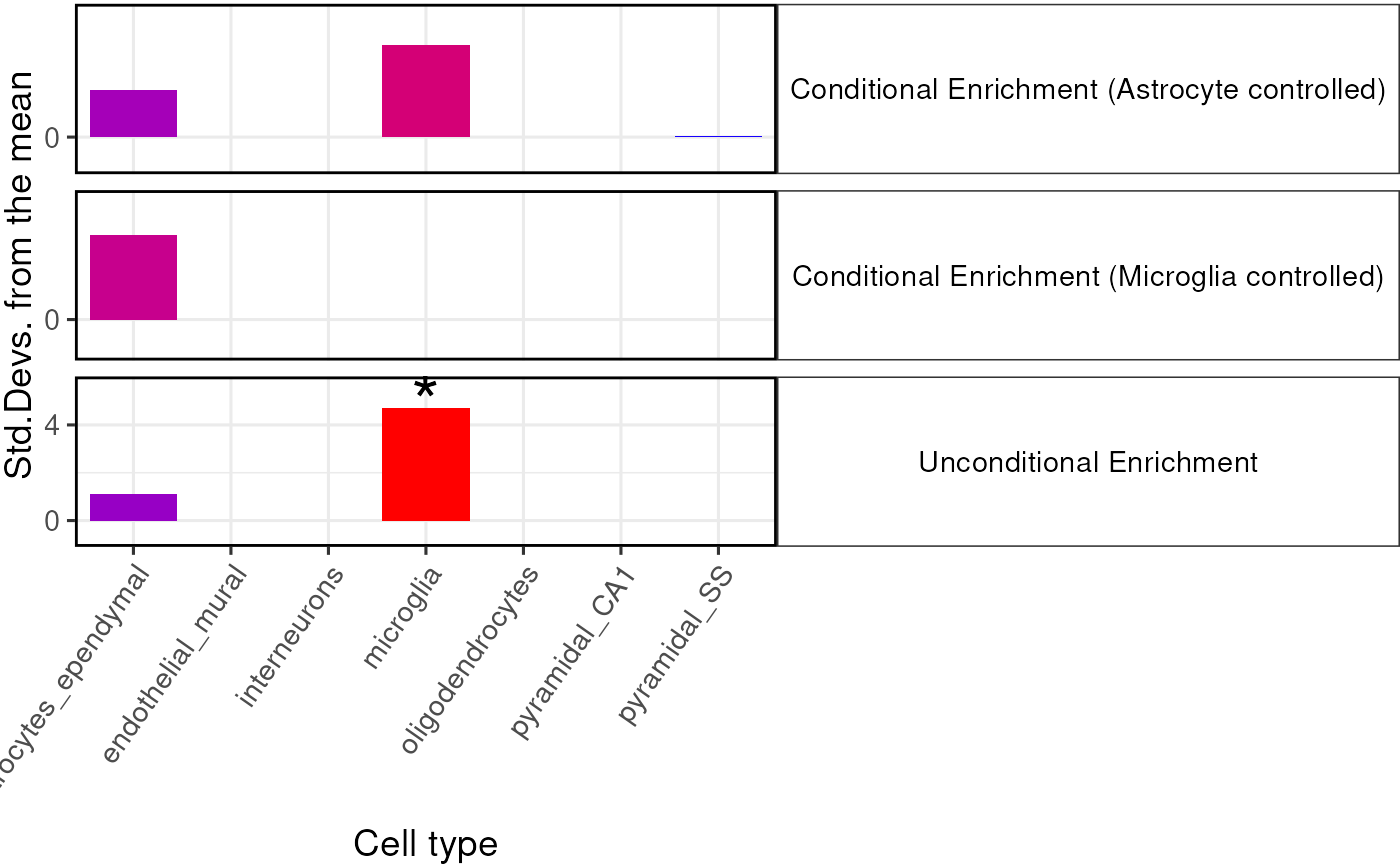 Std.Devs. from the mean
0
Conditional Enrichment (Astrocyte controlled)
0
Conditional Enrichment (Microglia controlled)
*
4
0
Unconditional Enrichment
rocytes_ependymal
endothelial_mural
interneurons
microglia
oligodendrocytes
pyramidal_CA1
pyramidal_SS
Cell type